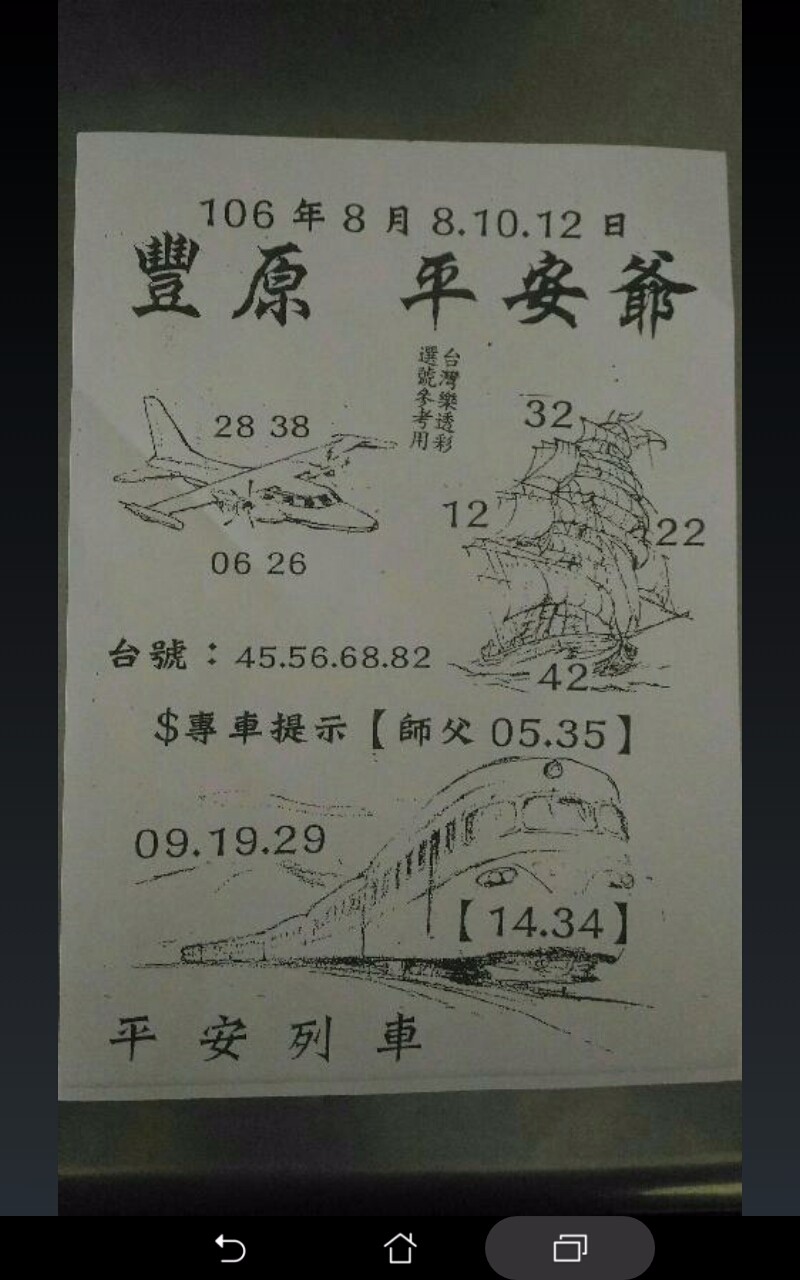 106 年 8 月 8.10.12 日
豐原 平安爺
台灣樂透彩
選號參考用
28 38
32
12
22
06 26
台號：45.56.68.82
42
$專車提示【師父 05.35】
09.19.29
【14.34】
平安列車